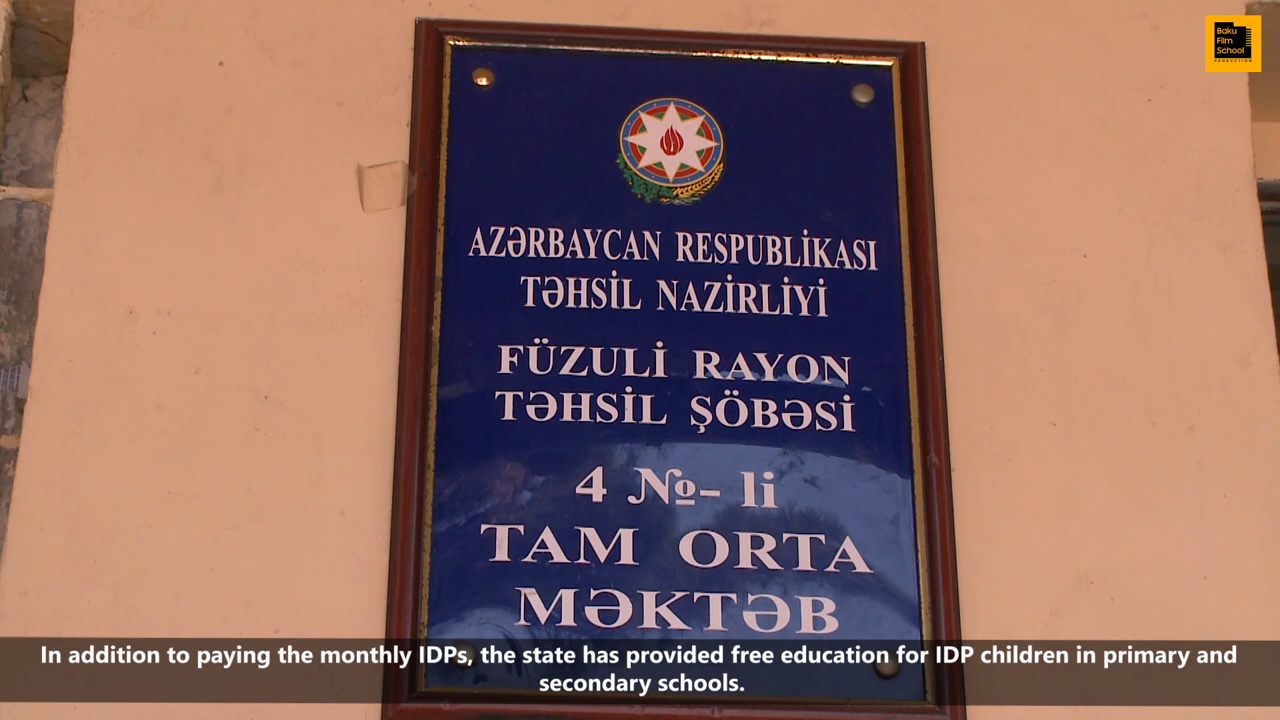 Baku
Film
School
PRODUCTION
AZƏRBAYCAN RESPUBLİKASI
TƏHSİL NAZİRLİYİ
FÜZULİ RAYON
TƏHSİL ŞÖBƏSİ
4 №- li
TAM ORTA
MƏKTƏB
In addition to paying the monthly IDPs, the state has provided free education for IDP children in primary and
secondary schools.